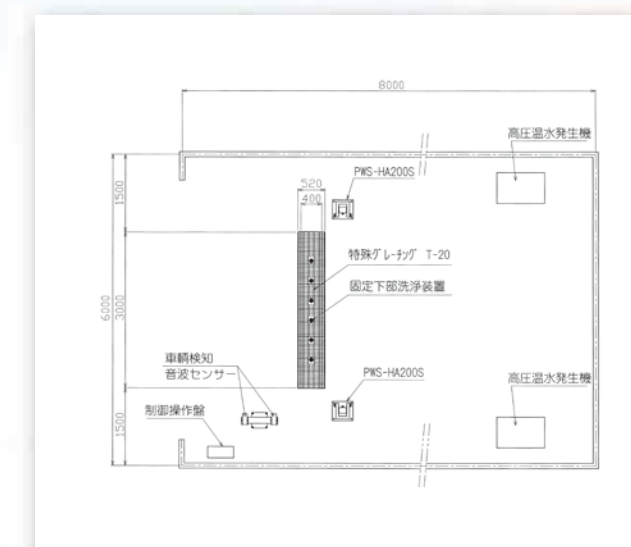 8000
高圧温水発生機
PWS-HA200S
1500
520
400
特殊グレーチング T-20
固定下部洗浄装置
6000
3000
車輌検知
音波センサー
PWS-HA200S
高圧温水発生機
制御操作盤
1500